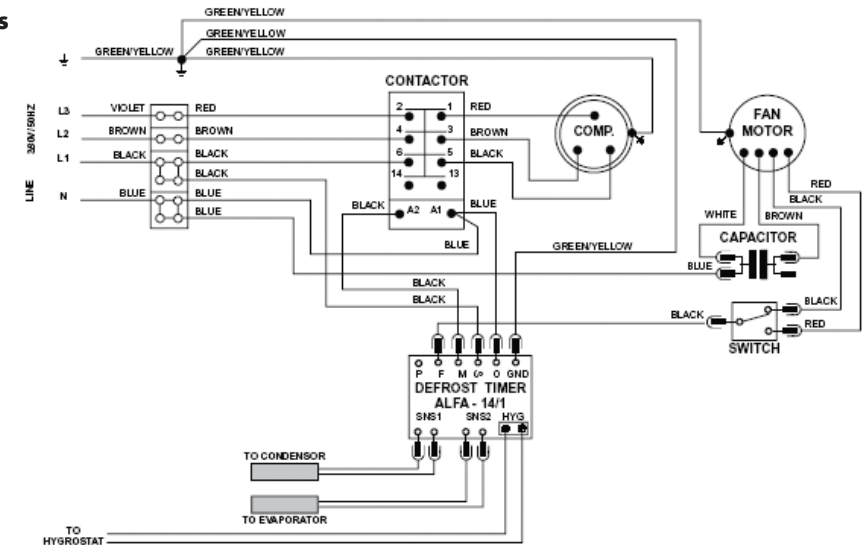 s
GREEN/YELLOW
GREEN/YELLOW
GREEN/YELLOW GREEN/YELLOW
CONTACTOR
LINE 380V/50HZ
L3 VIOLET RED 2 1 RED
L2 BROWN BROWN 4 3 BROWN
L1 BLACK BLACK 6 5 BLACK
BLACK 14 13
N BLUE BLUE
BLUE
BLACK A2 A1 BLUE
BLUE
COMP.
FAN
MOTOR
RED
BLACK
WHITE BROWN
CAPACITOR
GREEN/YELLOW
BLUE
BLACK
BLACK
BLACK
BLACK
RED
SWITCH
P F M S O GND
DEFROST TIMER
ALFA - 14/1
SNS1 SNS2 HYG
TO CONDENSOR
TO EVAPORATOR
TO
HYGROSTAT